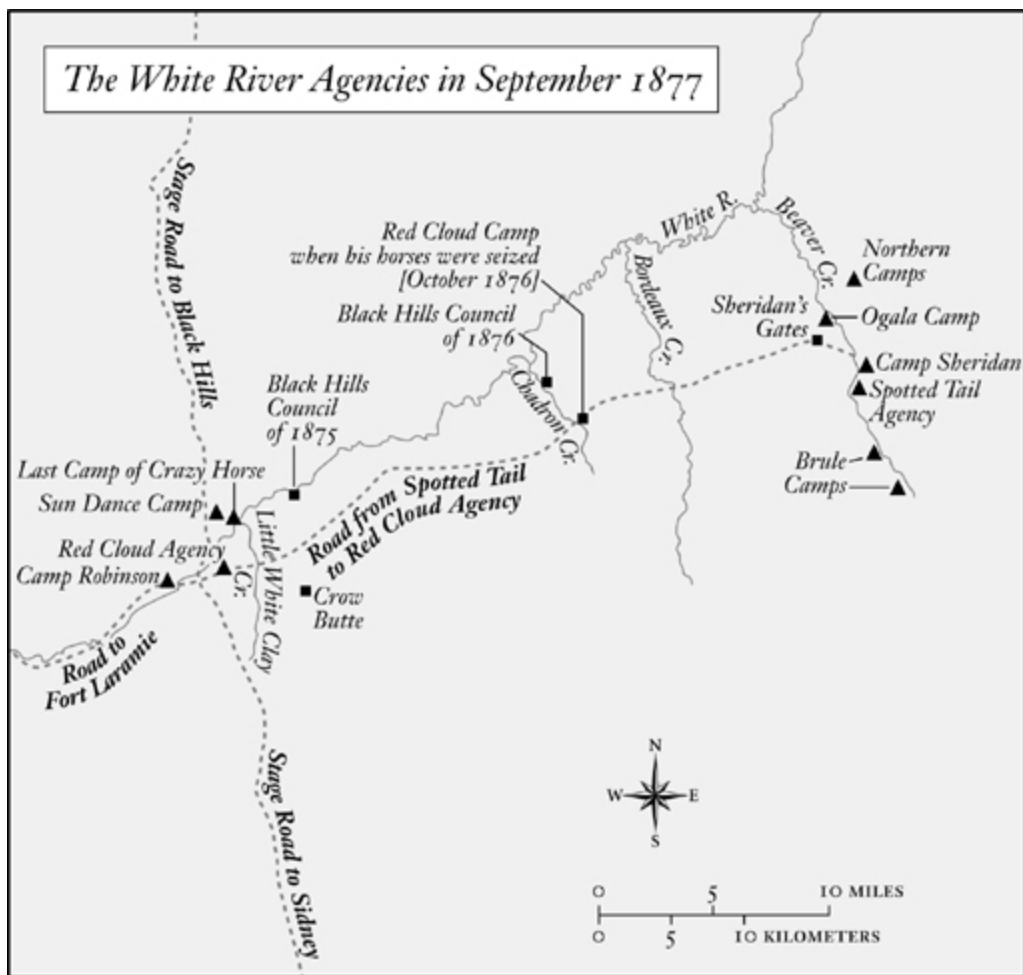 The White River Agencies in September 1877
Stage Road to Black Hills
White R.
Beaver Cr.
Red Cloud Camp
when his horses were seized
[October 1876]
Bordeaux Cr.
Northern
Camps
Black Hills Council
of 1876
Sheridan's
Gates
Ogala Camp
Chadron Cr.
Camp Sheridan
Spotted Tail
Agency
Black Hills
Council
of 1875
Brule
Camps
Last Camp of Crazy Horse
Sun Dance Camp
Road from Spotted Tail
to Red Cloud Agency
Red Cloud Agency
Camp Robinson
Little White Clay
Cr.
Crow
Butte
Road to
Fort Laramie
Stage Road to Sidney
N
W E
S
0 5 10 MILES
0 5 10 KILOMETERS